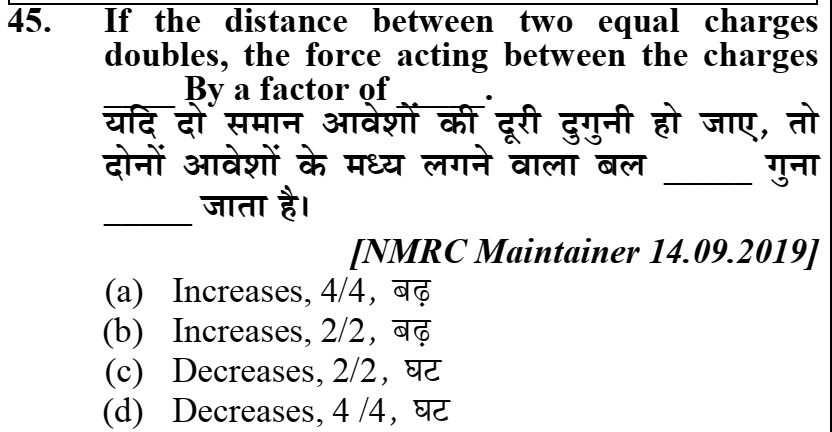 45. If the distance between two equal charges
doubles, the force acting between the charges
____ By a factor of _____.
यदि दो समान आवेशों की दूरी दुगुनी हो जाए, तो
दोनों आवेशों के मध्य लगने वाला बल _____ गुना
_____ जाता है।
[NMRC Maintainer 14.09.2019]
(a) Increases, 4/4, बढ़
(b) Increases, 2/2, बढ़
(c) Decreases, 2/2, घट
(d) Decreases, 4 /4, घट